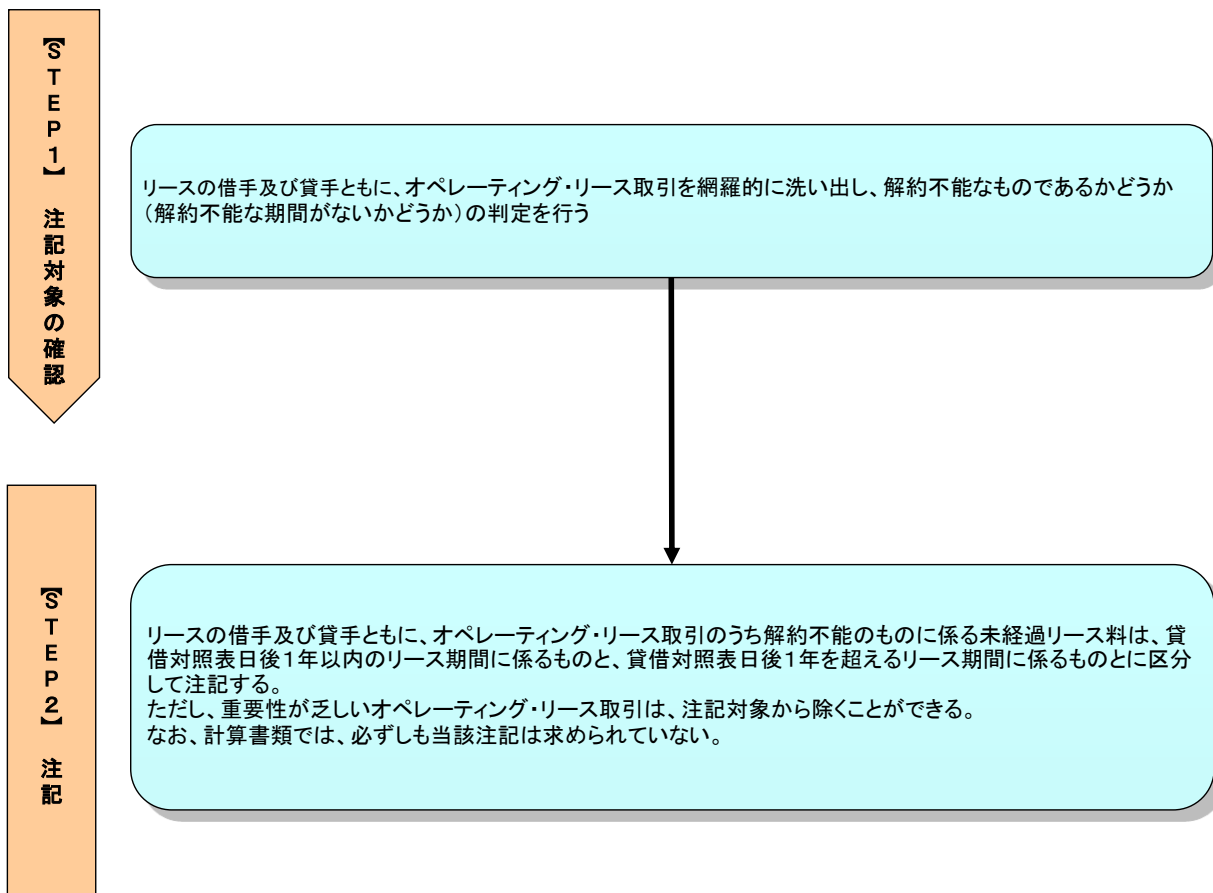 【STEP1】 注記対象の確認
リースの借手及び貸手ともに、オペレーティング・リース取引を網羅的に洗い出し、解約不能なものであるかどうか
（解約不能な期間がないかどうか）の判定を行う
【STEP2】 注記
リースの借手及び貸手ともに、オペレーティング・リース取引のうち解約不能のものに係る未経過リース料は、貸
借対照表日後１年以内のリース期間に係るものと、貸借対照表日後１年を超えるリース期間に係るものとに区分
して注記する。
ただし、重要性が乏しいオペレーティング・リース取引は、注記対象から除くことができる。
なお、計算書類では、必ずしも当該注記は求められていない。